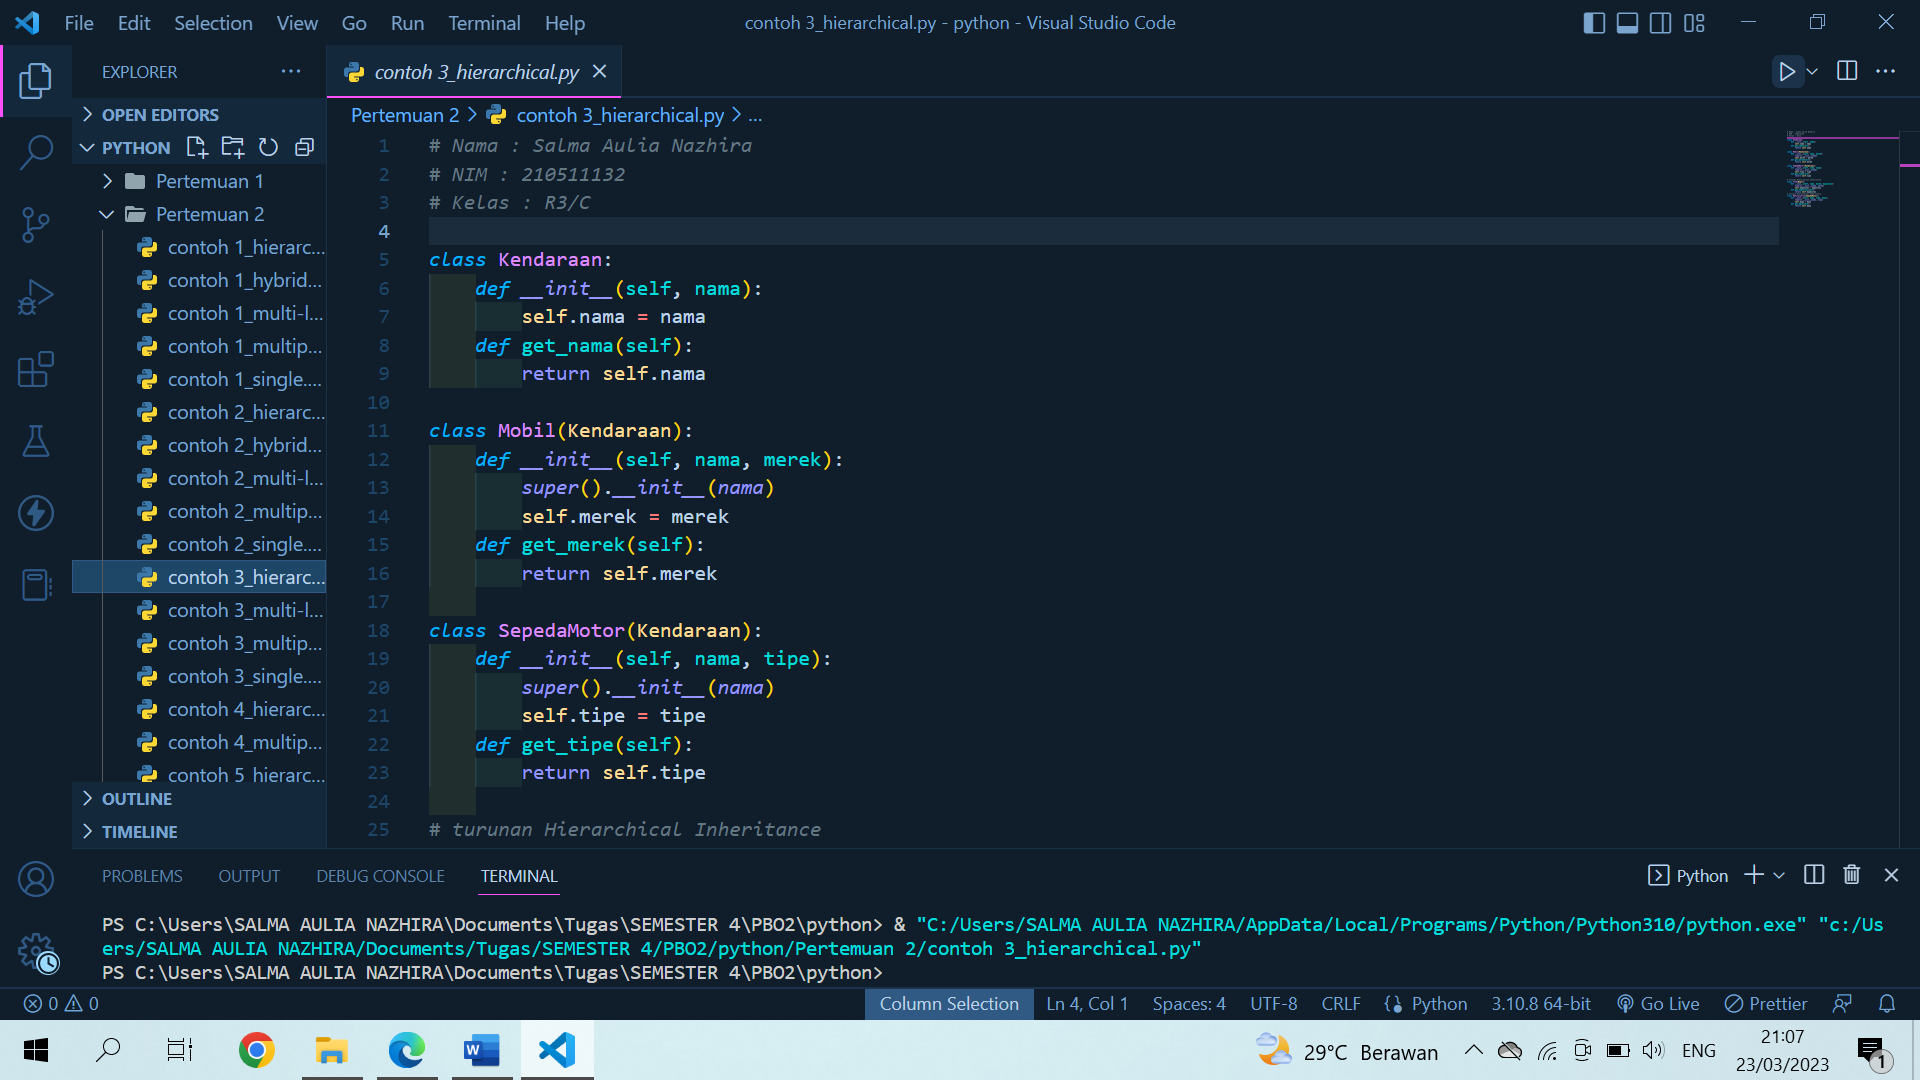 File Edit Selection View Go Run Terminal Help
contoh 3_hierarchical.py - python - Visual Studio Code
EXPLORER
contoh 3_hierarchical.py
OPEN EDITORS
PYTHON
Pertemuan 1
Pertemuan 2
contoh 1_hierarc...
contoh 1_hybrid...
contoh 1_multi-l...
contoh 1_multip...
contoh 1_single....
contoh 2_hierarc...
contoh 2_hybrid...
contoh 2_multi-l...
contoh 2_multip...
contoh 2_single....
contoh 3_hierarc...
contoh 3_multi-l...
contoh 3_multip...
contoh 3_single....
contoh 4_hierarc...
contoh 4_multip...
contoh 5 hierarc...
OUTLINE
TIMELINE
Pertemuan 2 > contoh 3_hierarchical.py > ...
1 # Nama : Salma Aulia Nazhira
2 # NIM : 210511132
3 # Kelas : R3/C
4
5 class Kendaraan:
6     def __init__(self, nama):
7         self.nama = nama
8     def get_nama(self):
9         return self.nama
10
11 class Mobil(Kendaraan):
12     def __init__(self, nama, merek):
13         super().__init__(nama)
14         self.merek = merek
15     def get_merek(self):
16         return self.merek
17
18 class SepedaMotor(Kendaraan):
19     def __init__(self, nama, tipe):
20         super().__init__(nama)
21         self.tipe = tipe
22     def get_tipe(self):
23         return self.tipe
24
25 # turunan Hierarchical Inheritance
PROBLEMS OUTPUT DEBUG CONSOLE TERMINAL
Python
PS C:\Users\SALMA AULIA NAZHIRA\Documents\Tugas\SEMESTER 4\PBO2\python> & "C:/Users/SALMA AULIA NAZHIRA/AppData/Local/Programs/Python/Python310/python.exe" "c:/Us
ers/SALMA AULIA NAZHIRA/Documents/Tugas/SEMESTER 4/PBO2/python/Pertemuan 2/contoh 3_hierarchical.py"
PS C:\Users\SALMA AULIA NAZHIRA\Documents\Tugas\SEMESTER 4\PBO2\python>
0 0 Column Selection Ln 4, Col 1 Spaces: 4 UTF-8 CRLF Python 3.10.8 64-bit Go Live Prettier
29°C Berawan ENG
21:07
23/03/2023
1